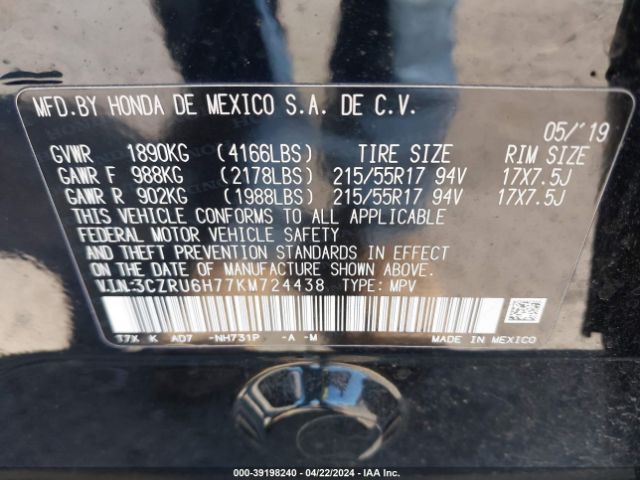 MFD.BY HONDA DE MEXICO S.A. DE C.V.
05/'19
GVWR 1890KG (4166LBS) TIRE SIZE RIM SIZE
GAWR F 988KG (2178LBS) 215/55R17 94V 17X7.5J
GAWR R 902KG (1988LBS) 215/55R17 94V 17X7.5J
THIS VEHICLE CONFORMS TO ALL APPLICABLE
FEDERAL MOTOR VEHICLE SAFETY
AND THEFT PREVENTION STANDARDS IN EFFECT
ON THE DATE OF MANUFACTURE SHOWN ABOVE.
V.I.N:3CZRU6H77KM724438 TYPE: MPV
T7X K AD7 -NH731P -A -M MADE IN MEXICO
000-39198240 - 04/22/2024 - IAA Inc.